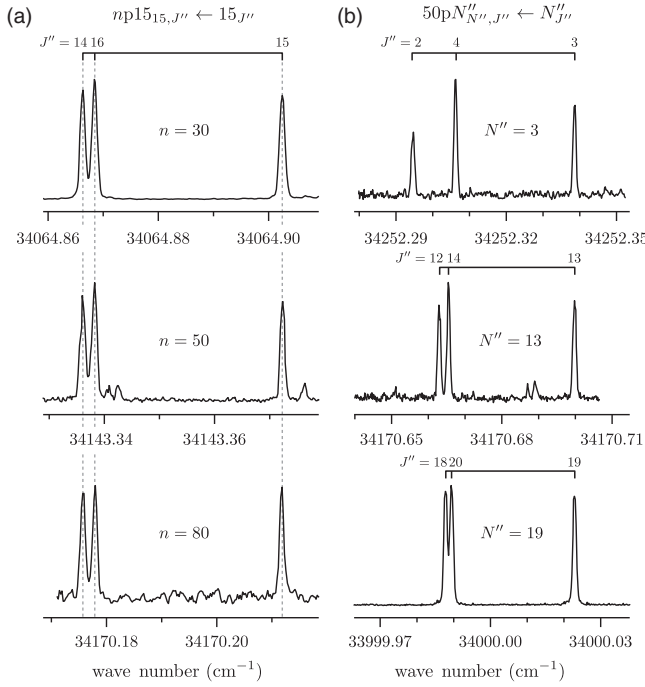 (a) np15₁₅,J″ ← 15J″
J″ = 14 16 15
n = 30
34064.86 34064.88 34064.90
n = 50
34143.34 34143.36
n = 80
34170.18 34170.20
wave number (cm⁻¹)
(b) 50pN″N″,J″ ← N″J″
J″ = 2 4 3
N″ = 3
34252.29 34252.32 34252.35
J″ = 12 14 13
N″ = 13
34170.65 34170.68 34170.71
J″ = 18 20 19
N″ = 19
33999.97 34000.00 34000.03
wave number (cm⁻¹)